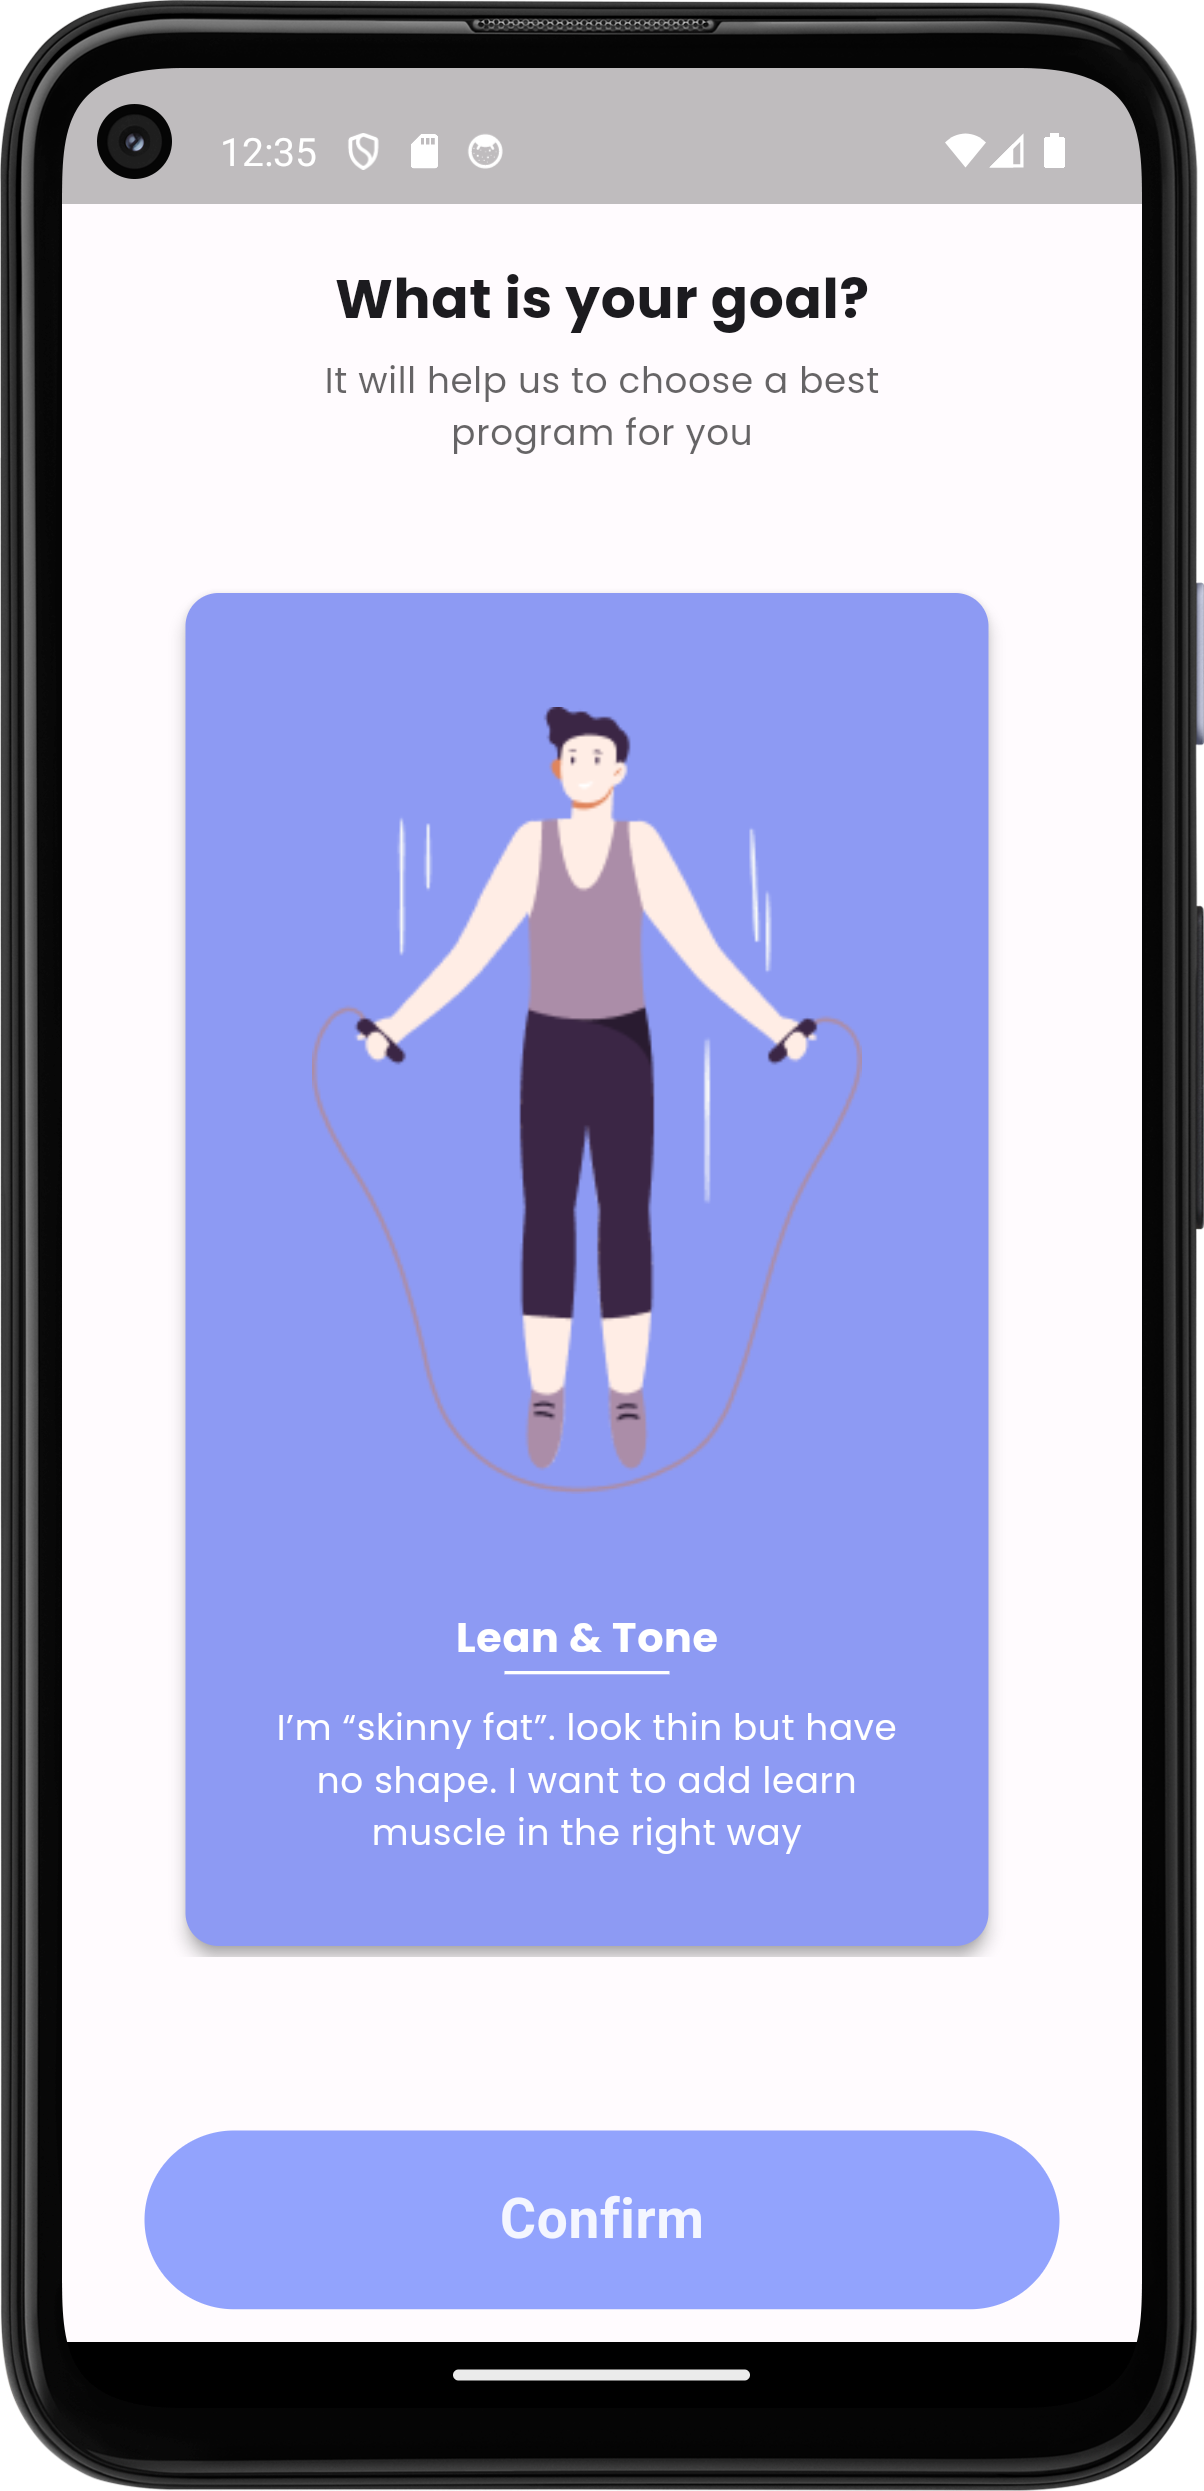 12:35
What is your goal?
It will help us to choose a best
program for you
Lean & Tone
I’m “skinny fat”. look thin but have
no shape. I want to add learn
muscle in the right way
Confirm